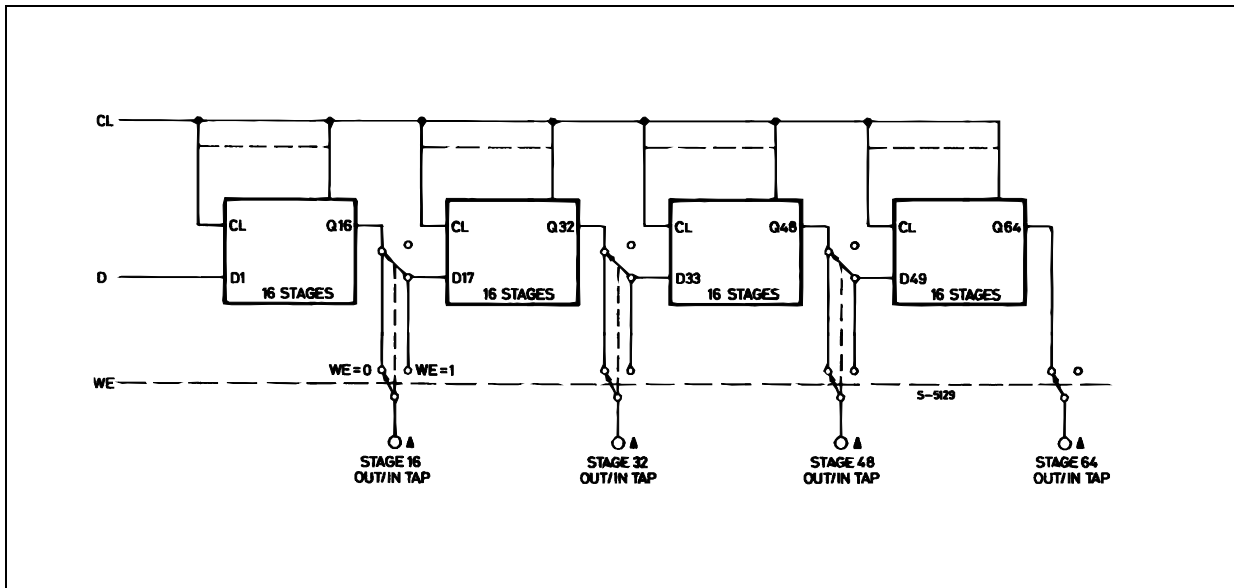 CL
CL Q16
D D1
16 STAGES
CL Q32
D17
16 STAGES
CL Q48
D33
16 STAGES
CL Q64
D49
16 STAGES
WE=0 WE=1
WE
S-5129
STAGE 16
OUT/IN TAP
STAGE 32
OUT/IN TAP
STAGE 48
OUT/IN TAP
STAGE 64
OUT/IN TAP